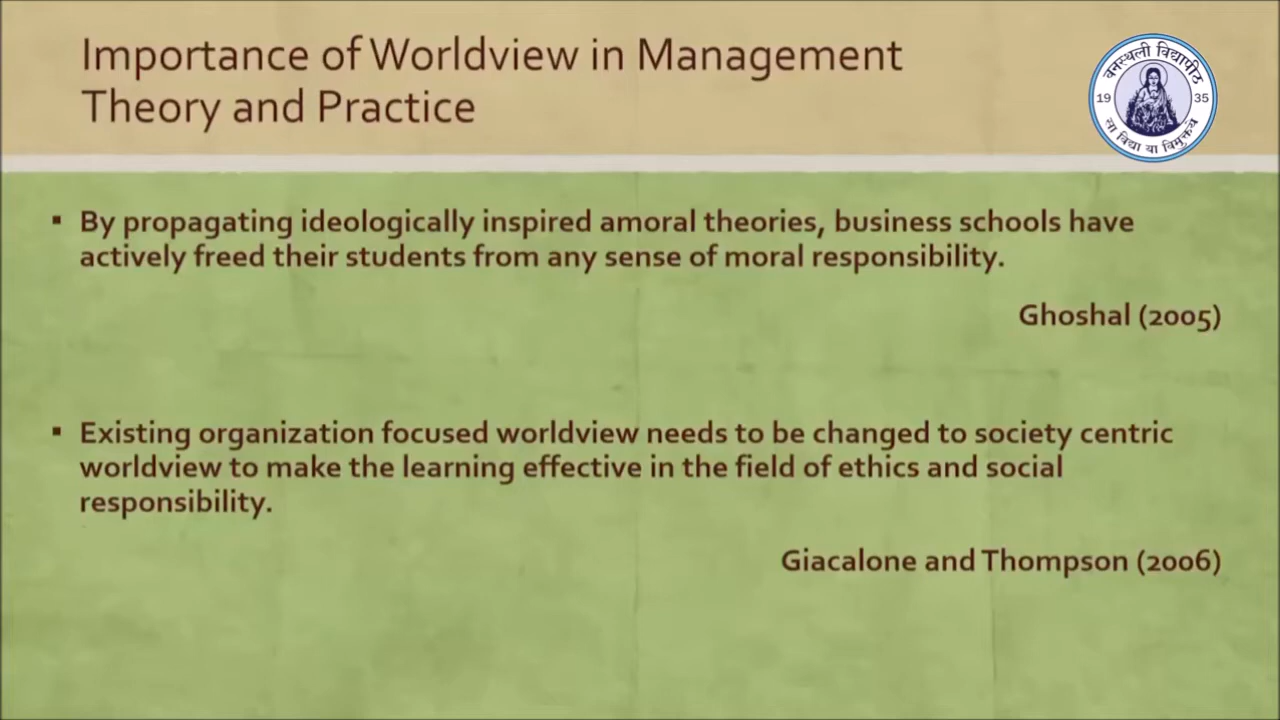 Importance of Worldview in Management
Theory and Practice
वनस्थली विद्यापीठ
19 35
सा विद्या या विमुक्तये
▪ By propagating ideologically inspired amoral theories, business schools have
actively freed their students from any sense of moral responsibility.
Ghoshal (2005)
▪ Existing organization focused worldview needs to be changed to society centric
worldview to make the learning effective in the field of ethics and social
responsibility.
Giacalone and Thompson (2006)